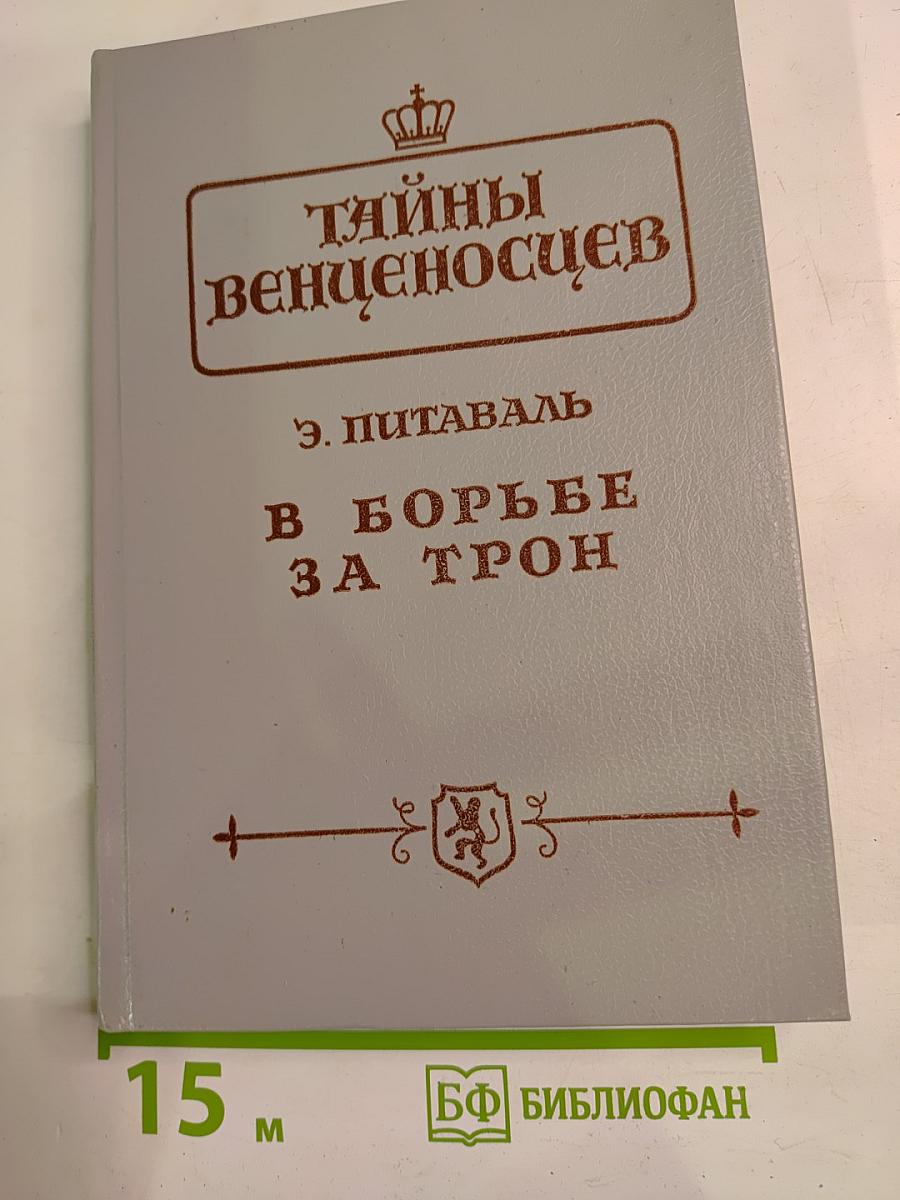 ТАЙНЫ
ВЕНЦЕНОСЦЕВ
Э. ПИТАВАЛЬ
В БОРЬБЕ
ЗА ТРОН
15 м
БФ БИБЛИОФАН